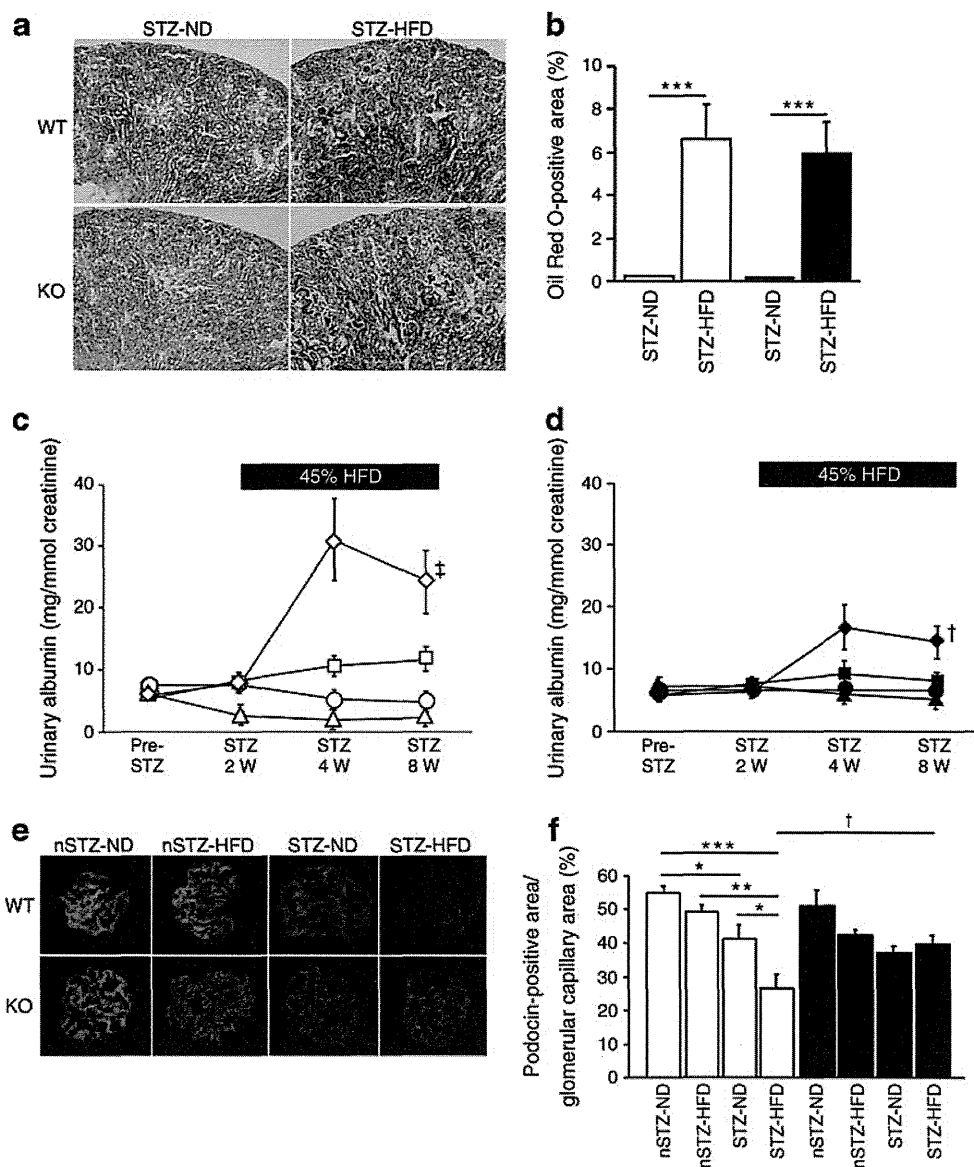 a
STZ-ND
STZ-HFD
WT
KO
b
Oil Red O-positive area (%)
10
8
6
4
2
0
***
***
STZ-ND
STZ-HFD
STZ-ND
STZ-HFD
c
Urinary albumin (mg/mmol creatinine)
45% HFD
40
30
20
10
0
‡
Pre-
STZ
STZ
2 W
STZ
4 W
STZ
8 W
d
Urinary albumin (mg/mmol creatinine)
45% HFD
40
30
20
10
0
†
Pre-
STZ
STZ
2 W
STZ
4 W
STZ
8 W
e
nSTZ-ND
nSTZ-HFD
STZ-ND
STZ-HFD
WT
KO
f
Podocin-positive area/
glomerular capillary area (%)
60
50
40
30
20
10
0
†
***
*
**
*
nSTZ-ND
nSTZ-HFD
STZ-ND
STZ-HFD
nSTZ-ND
nSTZ-HFD
STZ-ND
STZ-HFD